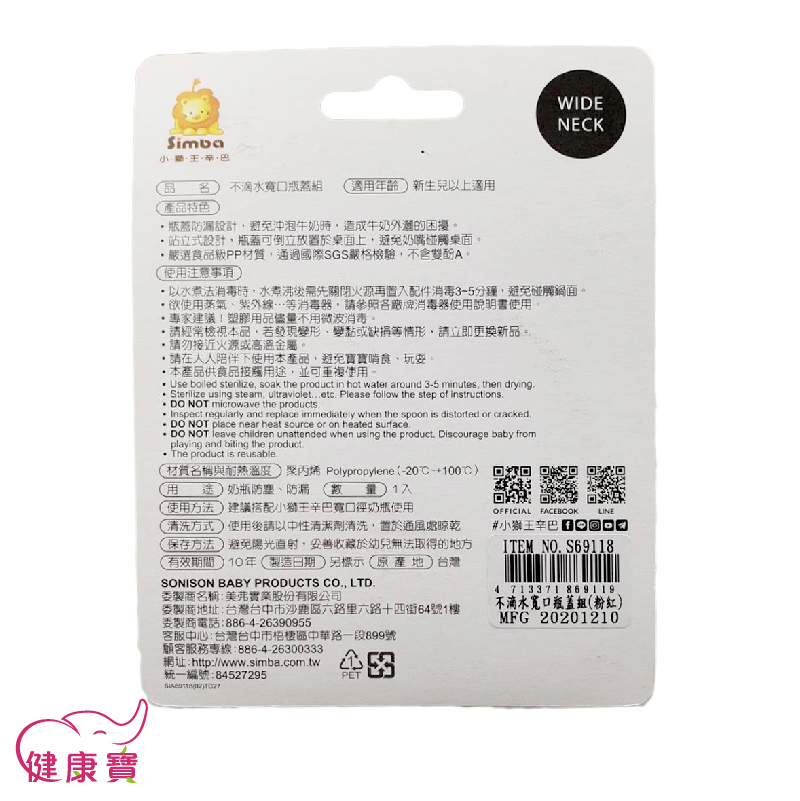 WIDE
NECK
Simba
小·獅·王·辛·巴
品 名 不滴水寬口瓶蓋組 適用年齡 新生兒以上適用
產品特色
・瓶蓋防漏設計，避免沖泡牛奶時，造成牛奶外灑的困擾。
・站立式設計，瓶蓋可倒立放置於桌面上，避免奶嘴碰觸桌面。
・嚴選食品級PP材質，通過國際SGS嚴格檢驗，不含雙酚A。
使用注意事項
・以水煮法消毒時，水煮沸後需先關閉火源再置入配件消毒3~5分鐘，避免碰觸鍋面。
・欲使用蒸氣、紫外線…等消毒器，請參照各廠牌消毒器使用說明書使用。
・專家建議！塑膠用品儘量不用微波消毒。
・請經常檢視本品，若發現變形、變黏或缺損等情形，請立即更換新品。
・請勿接近火源或高溫金屬。
・請在大人陪伴下使用本產品，避免寶寶啃食、玩耍。
・本產品供食品接觸用途，並可重複使用。
• Use boiled sterilize, soak the product in hot water around 3-5 minutes, then drying.
• Sterilize using steam, ultraviolet...etc. Please follow the step of instructions.
• DO NOT microwave the products.
• Inspect regularly and replace immediately when the spoon is distorted or cracked.
• DO NOT place near heat source or on heated surface.
• DO NOT leave children unattended when using the product. Discourage baby from
playing and biting the product.
• The product is reusable.
材質名稱與耐熱溫度 聚丙烯 Polypropylene (-20℃~+100℃)
用 途 奶瓶防塵、防漏 數 量 1入
使用方法 建議搭配小獅王辛巴寬口徑奶瓶使用
清洗方式 使用後請以中性清潔劑清洗，置於通風處晾乾
保存方法 避免陽光直射，妥善收藏於幼兒無法取得的地方
有效期間 10年 製造日期 另標示 原 產 地 台灣
SONISON BABY PRODUCTS CO., LTD.
委製商名稱：美弗實業股份有限公司
委製商地址：台灣台中市沙鹿區六路里六路十四街64號1樓
委製商電話：886-4-26390955
客服中心：台灣台中市梧棲區中華路一段899號
顧客服務專線：886-4-26300333
網址：http://www.simba.com.tw
統一編號：84527295
PET
OFFICIAL FACEBOOK LINE
#小獅王辛巴
ITEM NO. S69118
4 713371 869119
不滴水寬口瓶蓋組(粉紅)
MFG 20201210
健康寶